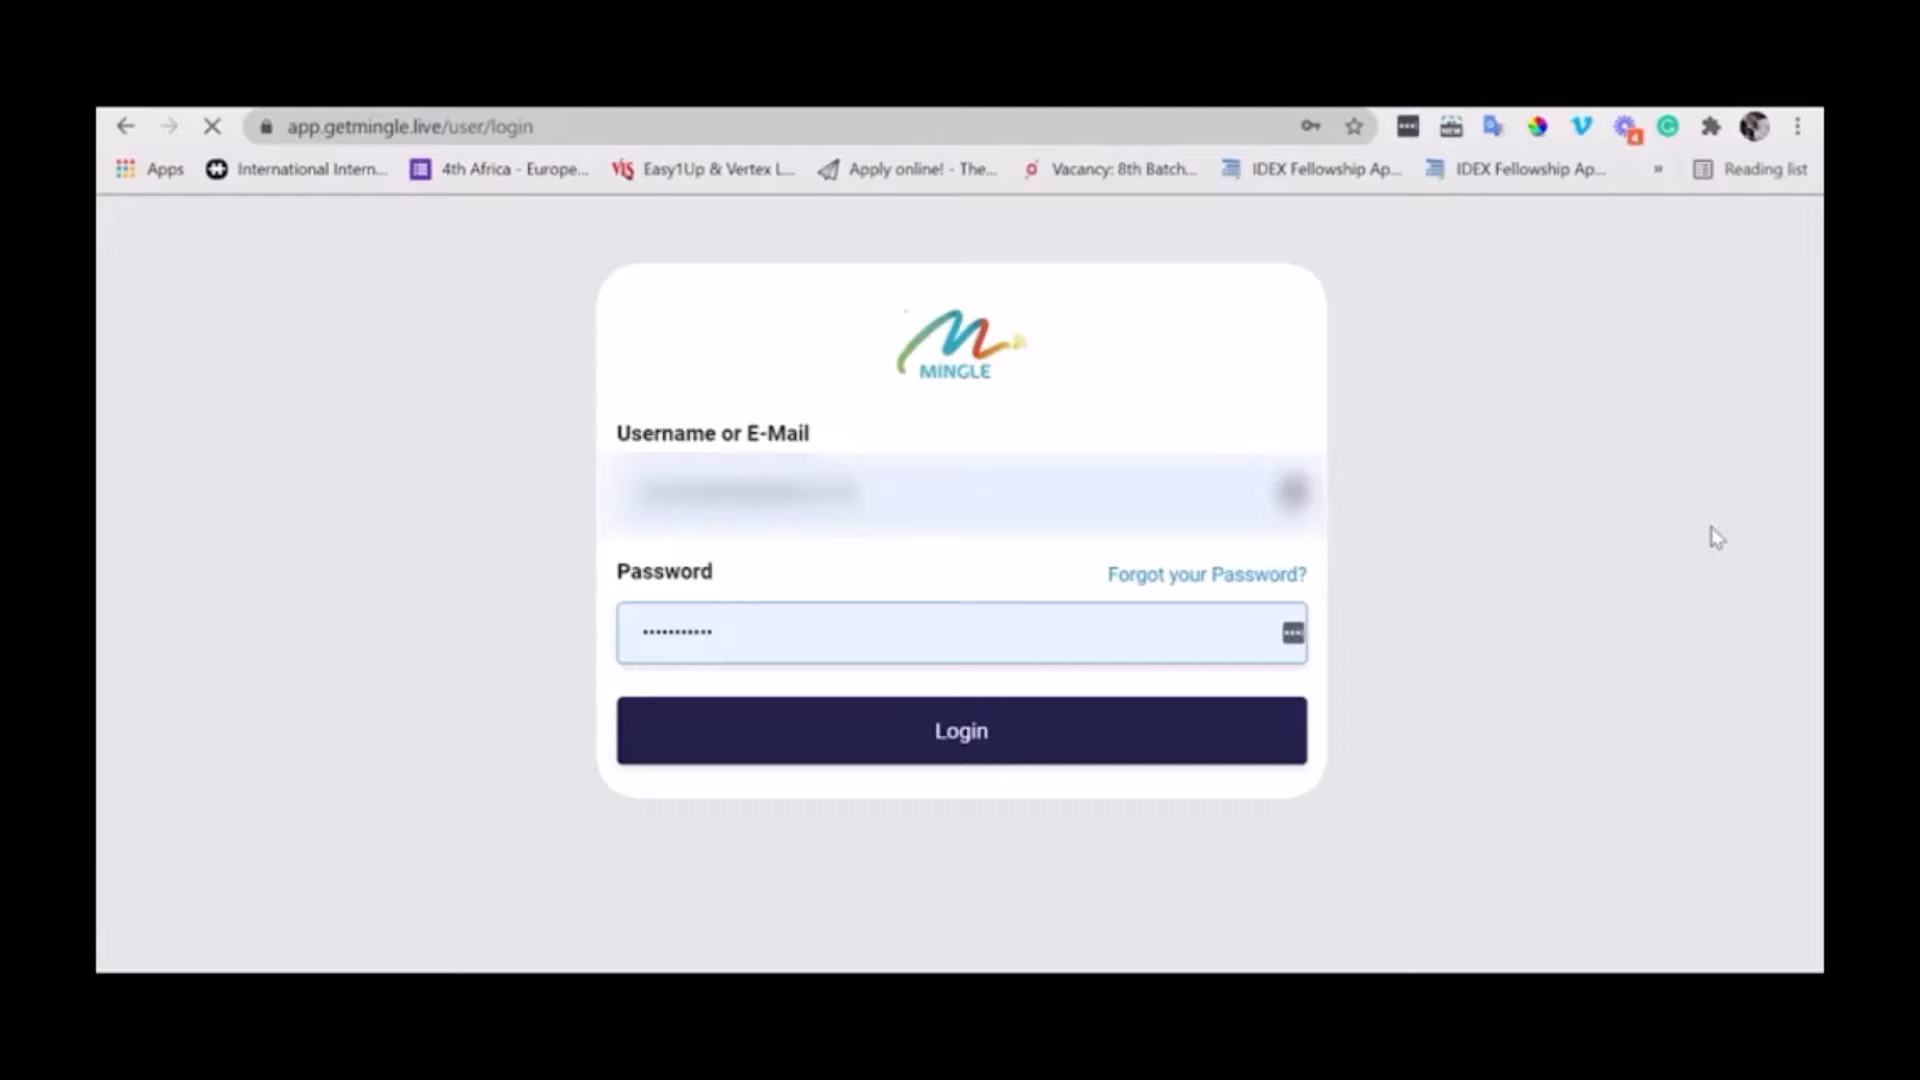 app.getmingle.live/user/login
4
Apps
International Intern...
4th Africa - Europe...
Easy1Up & Vertex L...
Apply online! - The...
Vacancy: 8th Batch...
IDEX Fellowship Ap...
IDEX Fellowship Ap...
»
Reading list
MINGLE
Username or E-Mail
Password
Forgot your Password?
•••••••••••
Login